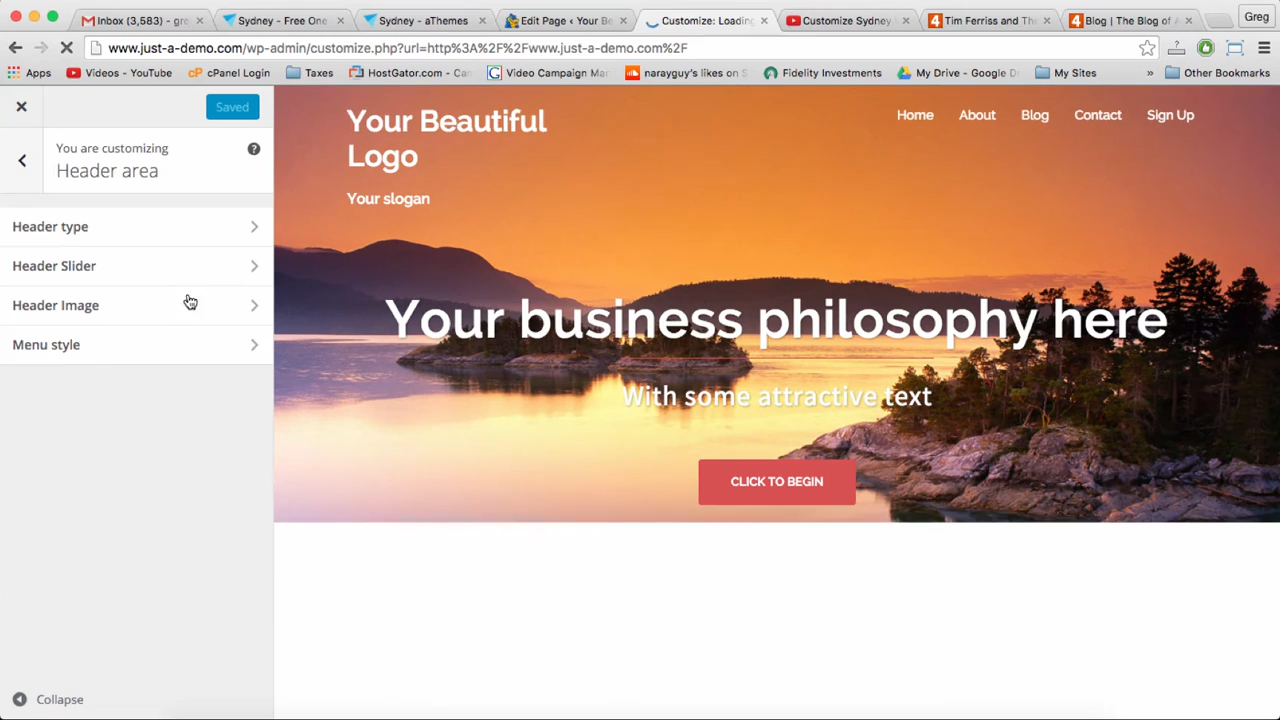 Inbox (3,583) - gre
Sydney - Free One
Sydney - aThemes
Edit Page ‹ Your Be
Customize: Loading
Customize Sydney
Tim Ferriss and The
Blog | The Blog of A
Greg
www.just-a-demo.com/wp-admin/customize.php?url=http%3A%2F%2Fwww.just-a-demo.com%2F
Apps
Videos - YouTube
cPanel Login
Taxes
HostGator.com - Can
Video Campaign Man
narayguy's likes on S
Fidelity Investments
My Drive - Google Dr
My Sites
»
Other Bookmarks
Saved
You are customizing
Header area
Header type
Header Slider
Header Image
Menu style
Collapse
Your Beautiful
Logo
Your slogan
Home About Blog Contact Sign Up
Your business philosophy here
With some attractive text
CLICK TO BEGIN